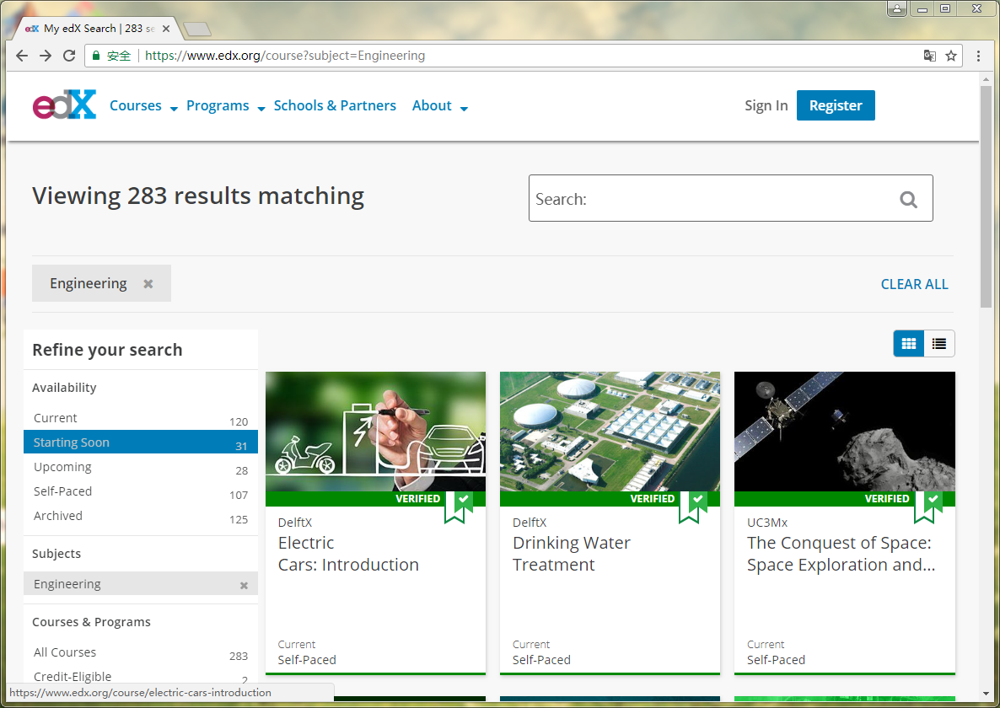 edX My edX Search | 283 se
安全 https://www.edx.org/course?subject=Engineering
edX Courses Programs Schools & Partners About Sign In Register
Viewing 283 results matching
Search:
Engineering
CLEAR ALL
Refine your search
Availability
Current 120
Starting Soon 31
Upcoming 28
Self-Paced 107
Archived 125
Subjects
Engineering
Courses & Programs
All Courses 283
Credit-Eligible 2
VERIFIED
DelftX
Electric
Cars: Introduction
Current
Self-Paced
VERIFIED
DelftX
Drinking Water
Treatment
Current
Self-Paced
VERIFIED
UC3Mx
The Conquest of Space:
Space Exploration and...
Current
Self-Paced
https://www.edx.org/course/electric-cars-introduction